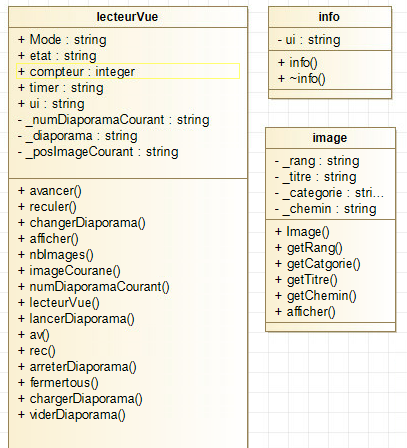 lecteurVue
+ Mode : string
+ etat : string
+ compteur : integer
+ timer : string
+ ui : string
- _numDiaporamaCourant : string
- _diaporama : string
- _posImageCourant : string
+ avancer()
+ reculer()
+ changerDiaporama()
+ afficher()
+ nbImages()
+ imageCourane()
+ numDiaporamaCourant()
+ lecteurVue()
+ lancerDiaporama()
+ av()
+ rec()
+ arreterDiaporama()
+ fermertous()
+ chargerDiaporama()
+ viderDiaporama()
info
- ui : string
+ info()
+ ~info()
image
- _rang : string
- _titre : string
- _categorie : stri...
- _chemin : string
+ Image()
+ getRang()
+ getCatgorie()
+ getTitre()
+ getChemin()
+ afficher()